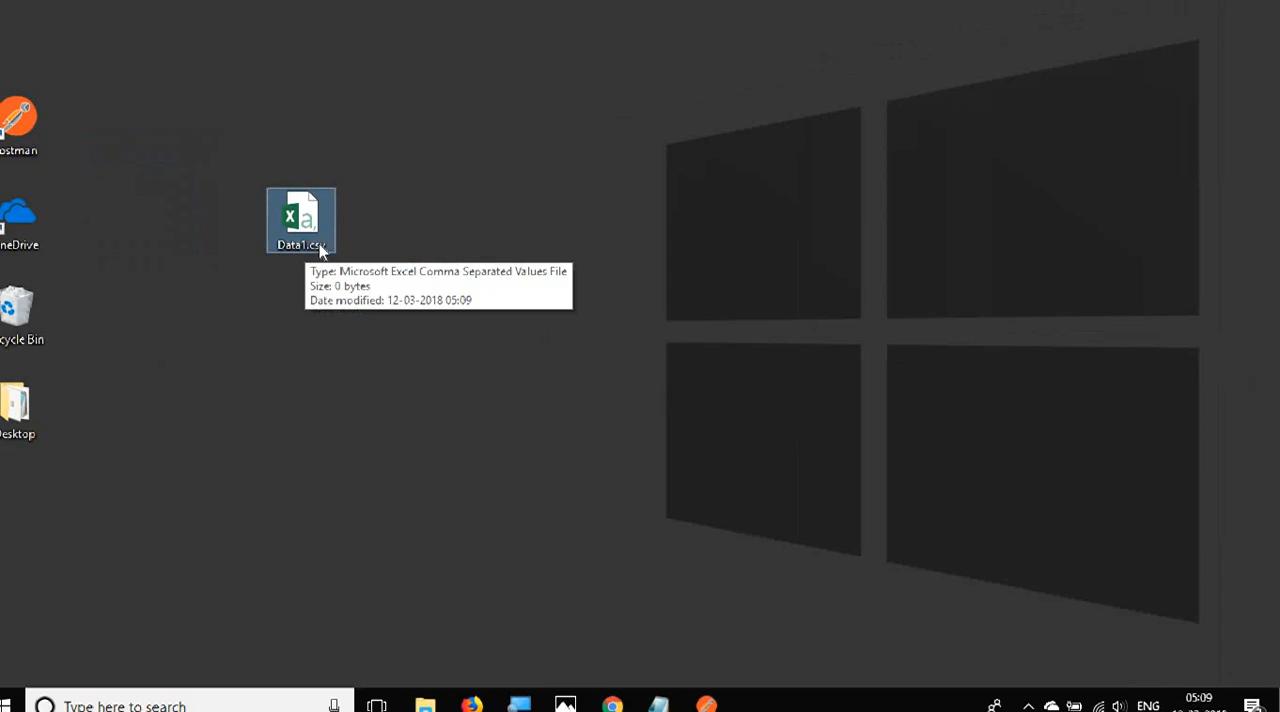 ostman
neDrive
cycle Bin
Desktop
Data1.csv
Type: Microsoft Excel Comma Separated Values File
Size: 0 bytes
Date modified: 12-03-2018 05:09
Type here to search
ENG
05:09